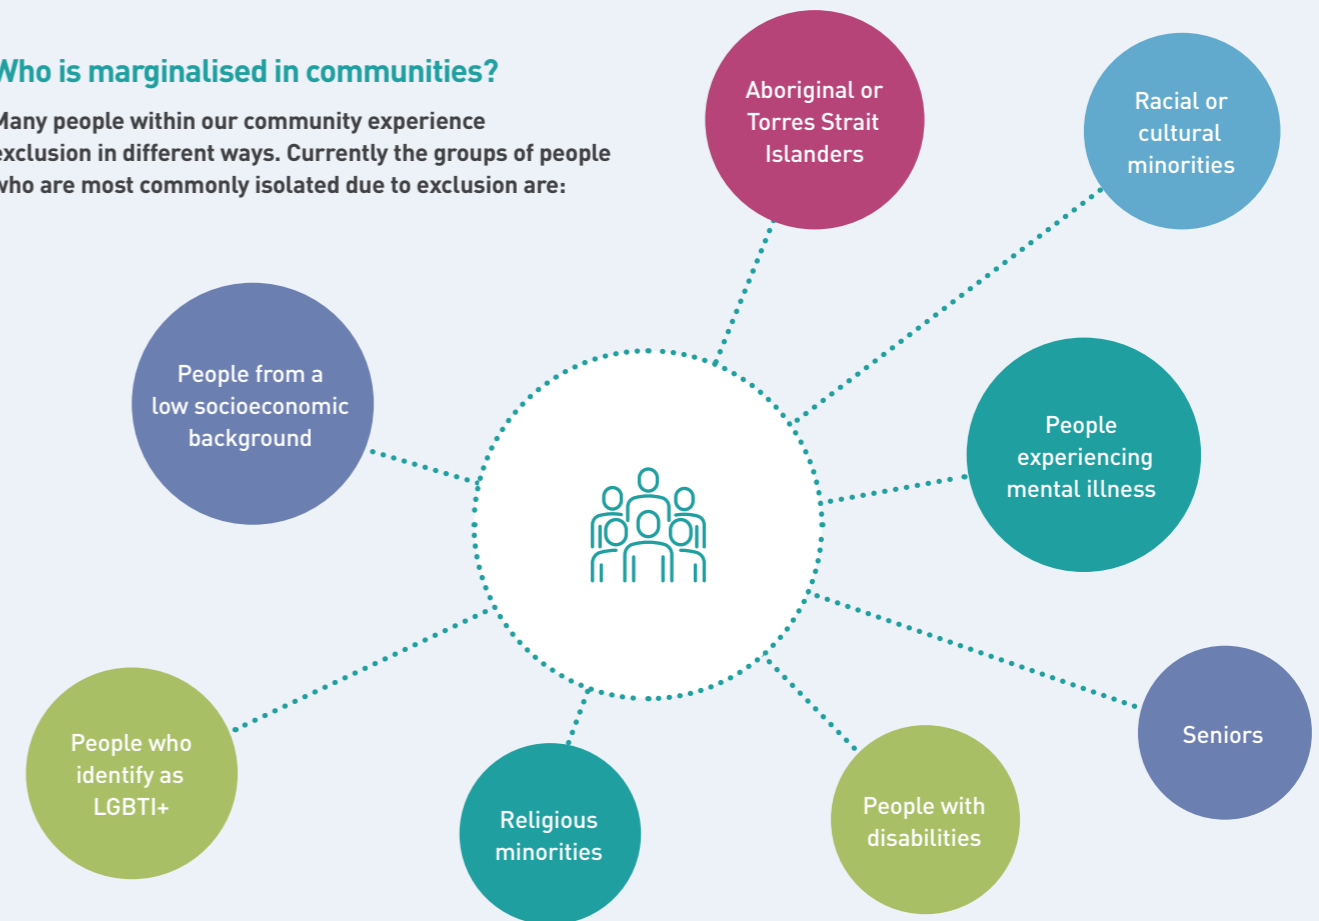 Who is marginalised in communities?
Many people within our community experience
exclusion in different ways. Currently the groups of people
who are most commonly isolated due to exclusion are:
Aboriginal or
Torres Strait
Islanders
Racial or
cultural
minorities
People from a
low socioeconomic
background
People
experiencing
mental illness
People who
identify as
LGBTI+
Religious
minorities
People with
disabilities
Seniors